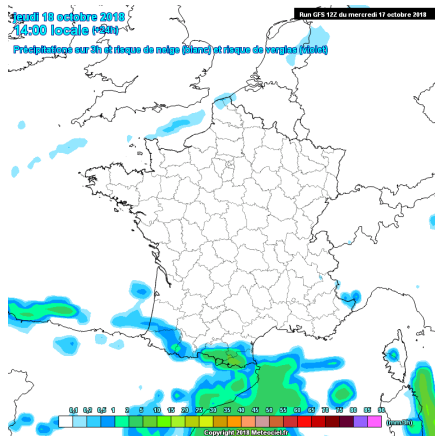 jeudi 18 octobre 2018
14:00 locale (+24h)
Run GFS 12Z du mercredi 17 octobre 2018
Précipitations sur 3h et risque de neige (blanc) et risque de verglas (violet)
0,1 0,2 0,5 1 2 5 10 15 20 25 30 35 40 45 50 55 60 65 70 75 80 85 90
(mm/3h)
Copyright 2018 Meteociel.fr